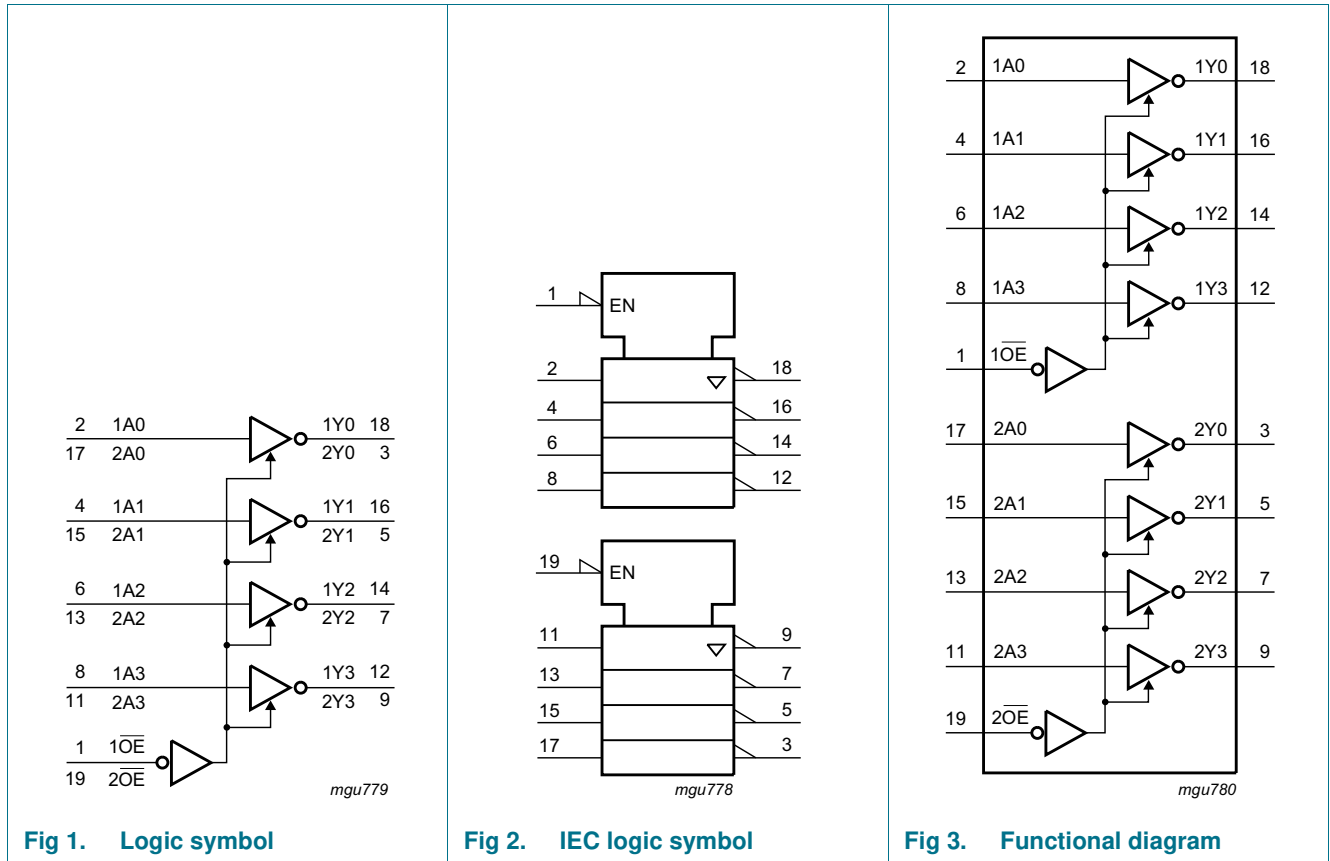 2 1A0 1Y0 18
17 2A0 2Y0 3
4 1A1 1Y1 16
15 2A1 2Y1 5
6 1A2 1Y2 14
13 2A2 2Y2 7
8 1A3 1Y3 12
11 2A3 2Y3 9
1 1O̅E̅
19 2O̅E̅
mgu779
Fig 1. Logic symbol
1 EN
2 18
4 16
6 14
8 12
19 EN
11 9
13 7
15 5
17 3
mgu778
Fig 2. IEC logic symbol
2 1A0 1Y0 18
4 1A1 1Y1 16
6 1A2 1Y2 14
8 1A3 1Y3 12
1 1O̅E̅
17 2A0 2Y0 3
15 2A1 2Y1 5
13 2A2 2Y2 7
11 2A3 2Y3 9
19 2O̅E̅
mgu780
Fig 3. Functional diagram